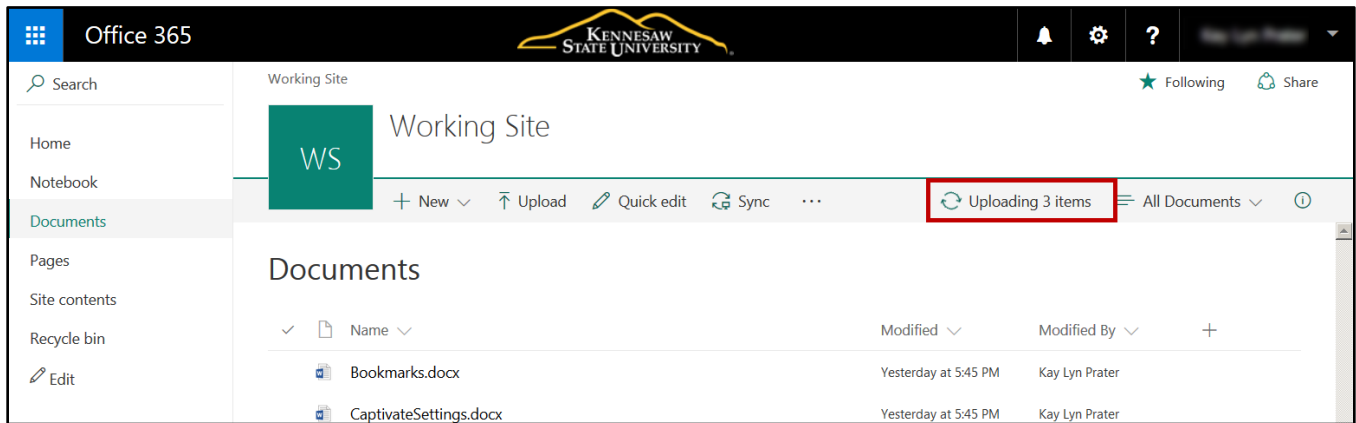 Office 365
KENNESAW
STATE UNIVERSITY
?
Search
Working Site
Following
Share
Home
Notebook
Documents
Pages
Site contents
Recycle bin
Edit
WS
Working Site
New
Upload
Quick edit
Sync
...
Uploading 3 items
All Documents
Documents
Name
Modified
Modified By
Bookmarks.docx
Yesterday at 5:45 PM
Kay Lyn Prater
CaptivateSettings.docx
Yesterday at 5:45 PM
Kay Lyn Prater